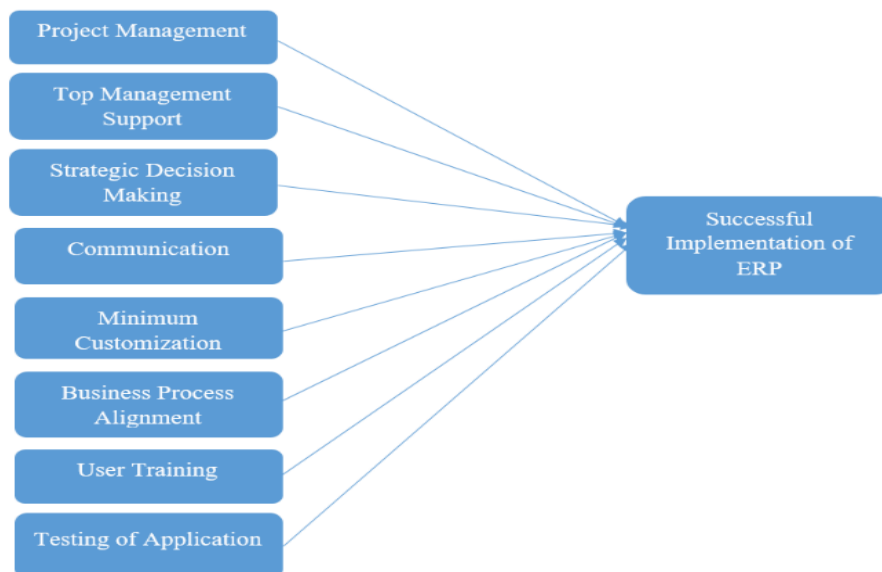 Project Management
Top Management
Support
Strategic Decision
Making
Communication
Minimum
Customization
Business Process
Alignment
User Training
Testing of Application
Successful
Implementation of
ERP